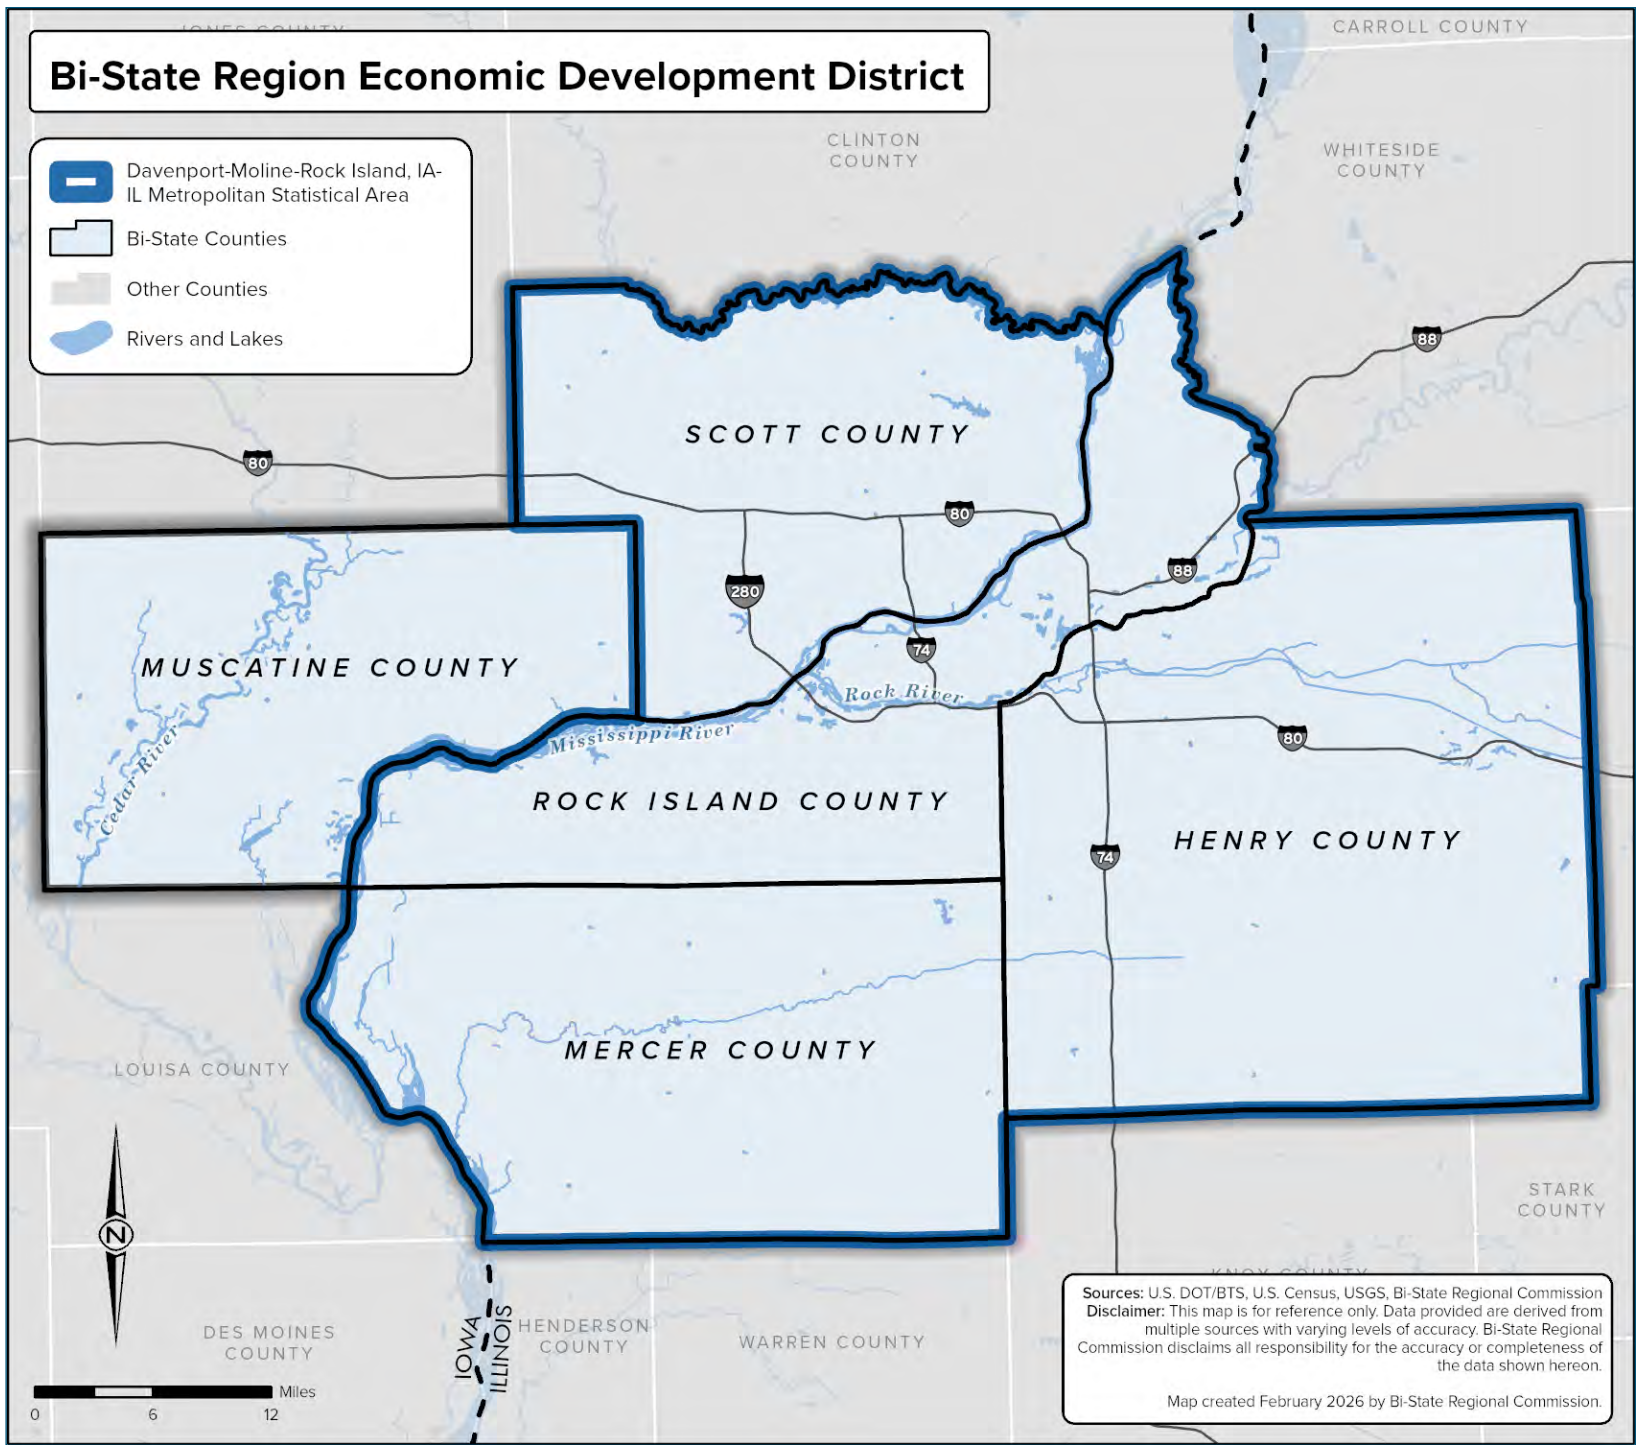 JONES COUNTY
CARROLL COUNTY
Bi-State Region Economic Development District
CLINTON
COUNTY
WHITESIDE
COUNTY
Davenport-Moline-Rock Island, IA-
IL Metropolitan Statistical Area
Bi-State Counties
Other Counties
Rivers and Lakes
88
SCOTT COUNTY
80
80
88
280
74
MUSCATINE COUNTY
Rock River
Mississippi River
80
Cedar River
ROCK ISLAND COUNTY
HENRY COUNTY
74
MERCER COUNTY
LOUISA COUNTY
STARK
COUNTY
N
KNOX COUNTY
Sources: U.S. DOT/BTS, U.S. Census, USGS, Bi-State Regional Commission
Disclaimer: This map is for reference only. Data provided are derived from
multiple sources with varying levels of accuracy. Bi-State Regional
Commission disclaims all responsibility for the accuracy or completeness of
the data shown hereon.
Map created February 2026 by Bi-State Regional Commission.
DES MOINES
COUNTY
IOWA
ILLINOIS
HENDERSON
COUNTY
WARREN COUNTY
Miles
0 6 12